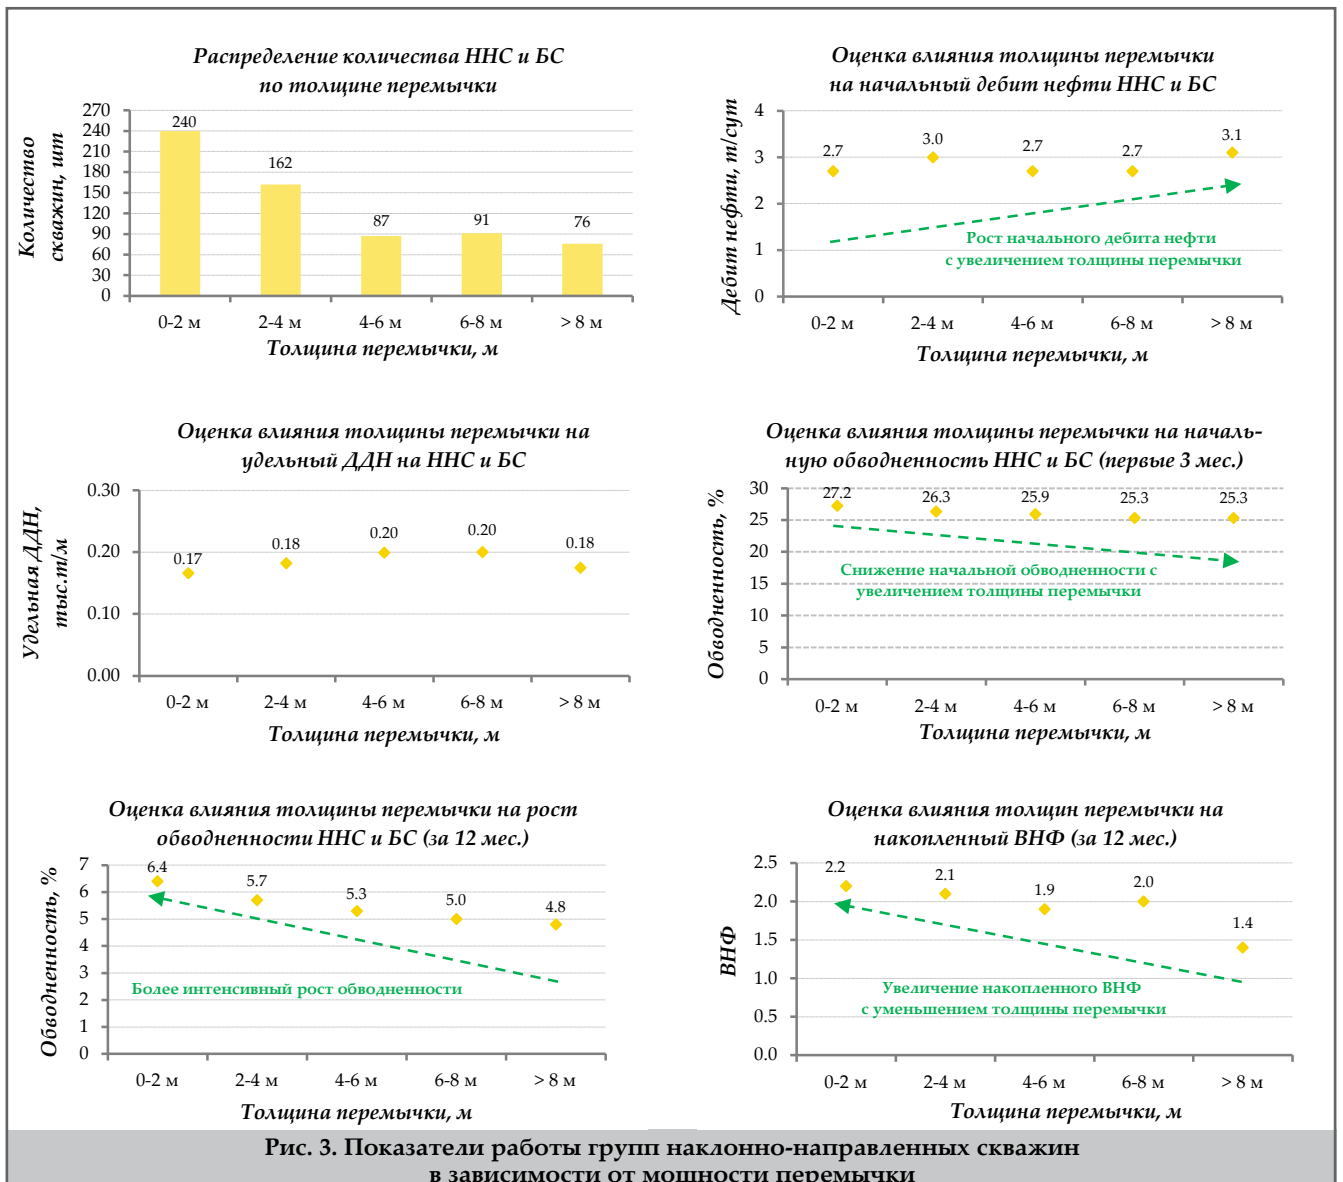 Распределение количества ННС и БС
по толщине перемычки
Количество
скважин, шт
270
240
210
180
150
120
90
60
30
0
240
162
87
91
76
0-2 м
2-4 м
4-6 м
6-8 м
> 8 м
Толщина перемычки, м
Оценка влияния толщины перемычки
на начальный дебит нефти ННС и БС
Дебит нефти, т/сут
4
3
2
1
0
2.7
3.0
2.7
2.7
3.1
Рост начального дебита нефти
с увеличением толщины перемычки
0-2 м
2-4 м
4-6 м
6-8 м
> 8 м
Толщина перемычки, м
Оценка влияния толщины перемычки на
удельный ДДН на ННС и БС
Удельная ДДН,
тыс.т/м
0.30
0.20
0.10
0.00
0.17
0.18
0.20
0.20
0.18
0-2 м
2-4 м
4-6 м
6-8 м
> 8 м
Толщина перемычки, м
Оценка влияния толщины перемычки на началь-
ную обводненность ННС и БС (первые 3 мес.)
Обводненность, %
30
25
20
15
10
5
0
27.2
26.3
25.9
25.3
25.3
Снижение начальной обводненности с
увеличением толщины перемычки
0-2 м
2-4 м
4-6 м
6-8 м
> 8 м
Толщина перемычки, м
Оценка влияния толщины перемычки на рост
обводненности ННС и БС (за 12 мес.)
Обводненность, %
7
6
5
4
3
2
1
0
6.4
5.7
5.3
5.0
4.8
Более интенсивный рост обводненности
0-2 м
2-4 м
4-6 м
6-8 м
> 8 м
Толщина перемычки, м
Оценка влияния толщин перемычки на
накопленный ВНФ (за 12 мес.)
ВНФ
2.5
2.0
1.5
1.0
0.5
0.0
2.2
2.1
1.9
2.0
1.4
Увеличение накопленного ВНФ
с уменьшением толщины перемычки
0-2 м
2-4 м
4-6 м
6-8 м
> 8 м
Толщина перемычки, м
Рис. 3. Показатели работы групп наклонно-направленных скважин
в зависимости от мощности перемычки